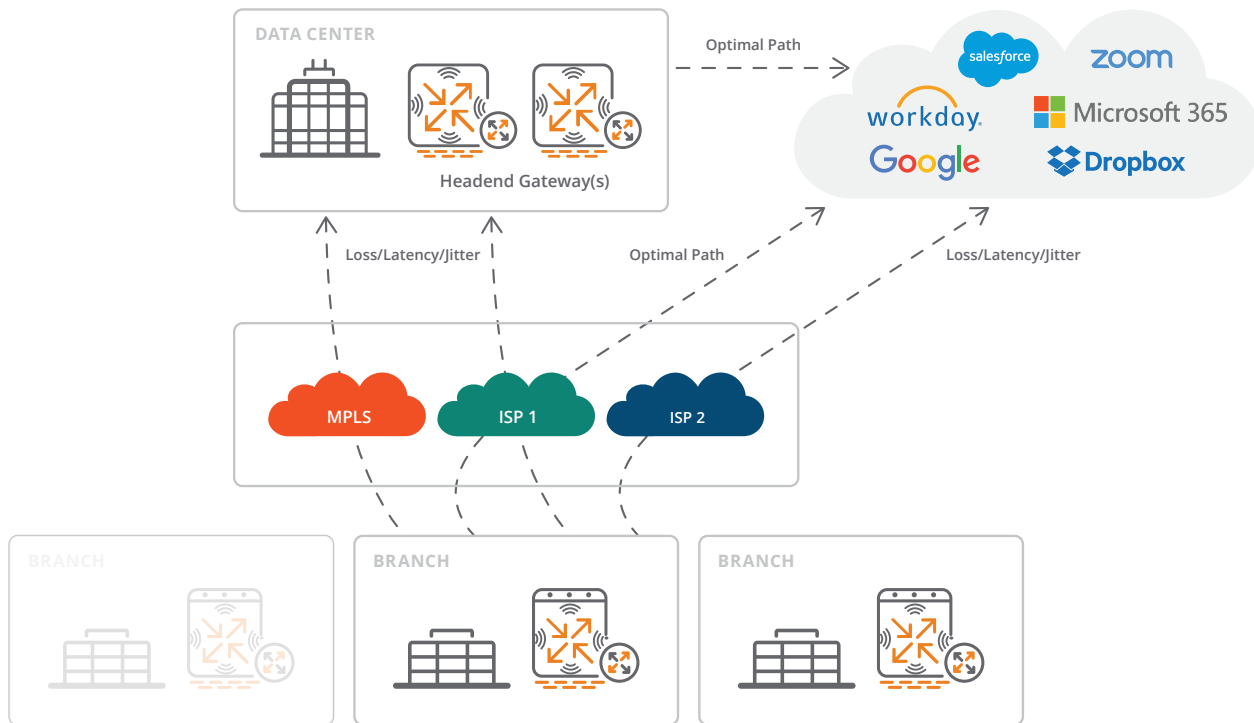 DATA CENTER
Headend Gateway(s)
Optimal Path
salesforce
zoom
workday.
Microsoft 365
Google
Dropbox
Loss/Latency/Jitter
Optimal Path
Loss/Latency/Jitter
MPLS
ISP 1
ISP 2
BRANCH
BRANCH
BRANCH